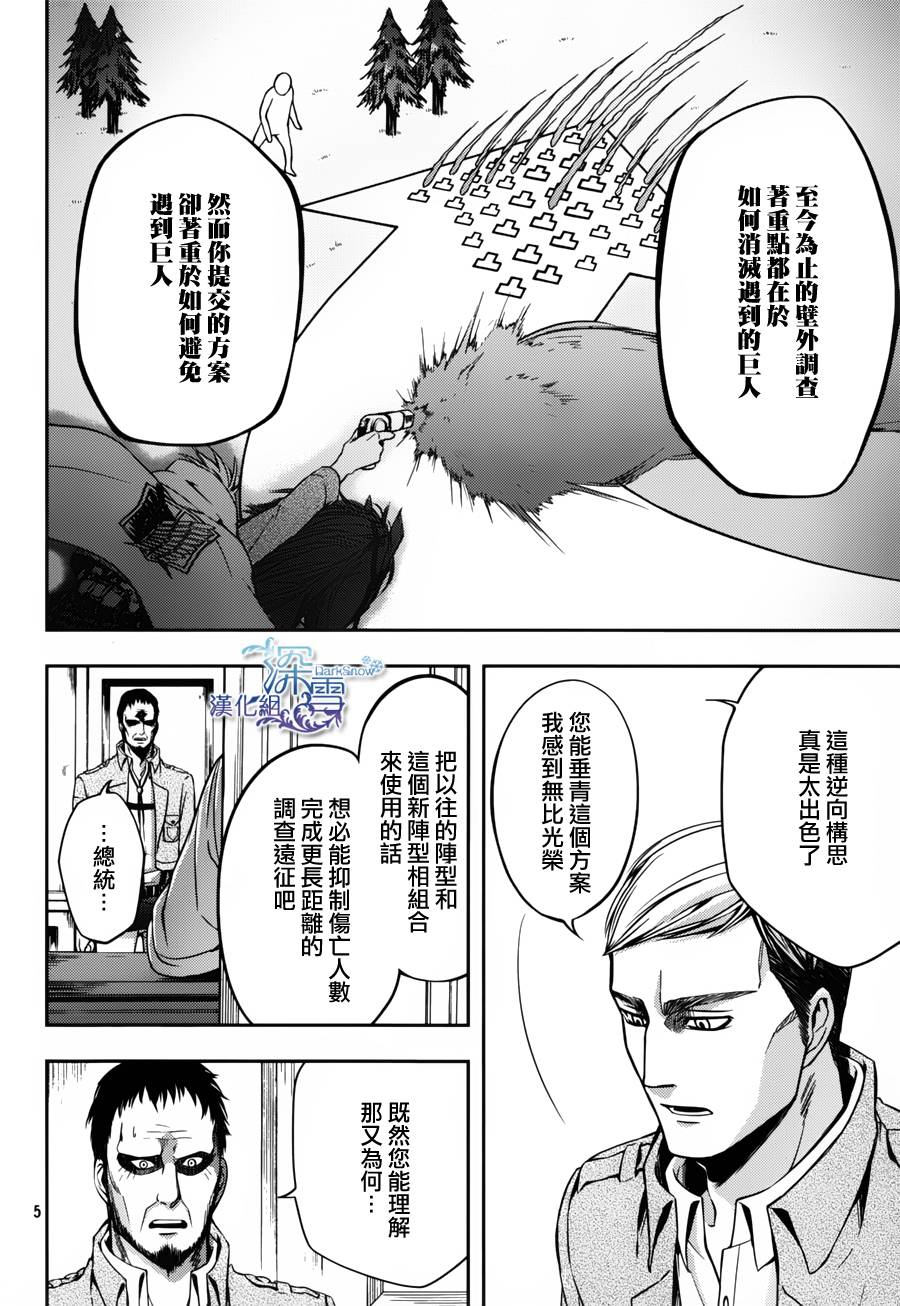 至今為止的壁外調查
著重點都在於
如何消滅遇到的巨人
然而你提交的方案
卻著重於如何避免
遇到巨人
這種逆向構思
真是太出色了
您能垂青這個方案
我感到無比光榮
把以往的陣型和
這個新陣型相組合
來使用的話
想必能抑制傷亡人數
完成更長距離的
調查遠征吧
…總統…
既然您能理解
那又為何…
深雪
DarkSnow
漢化組
5